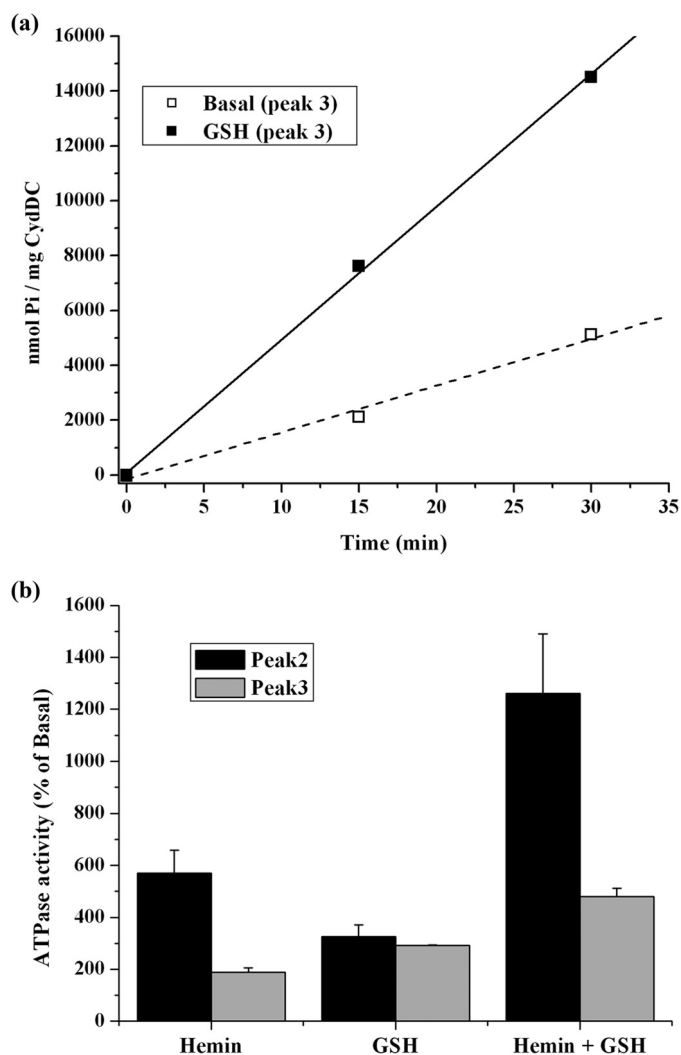 (a)
16000
14000
12000
10000
8000
6000
4000
2000
0
nmol Pi / mg CydDC
Basal (peak 3)
GSH (peak 3)
0 5 10 15 20 25 30 35
Time (min)
(b)
1600
1400
1200
1000
800
600
400
200
0
ATPase activity (% of Basal)
Peak2
Peak3
Hemin GSH Hemin + GSH